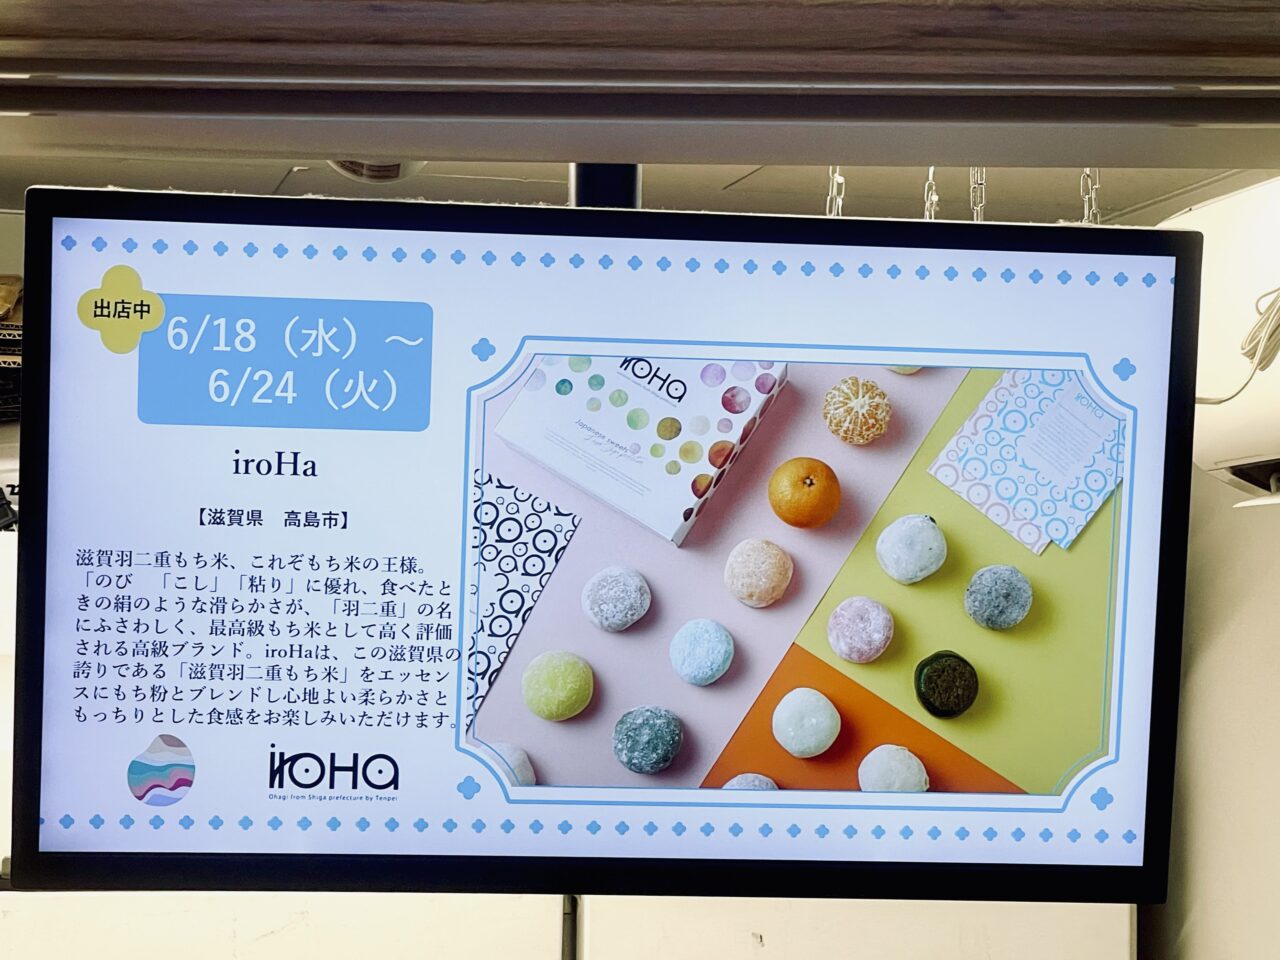 出店中
6/18（水）～
6/24（火）
iroHa
【滋賀県　高島市】
滋賀羽二重もち米、これぞもち米の王様。
「のび　「こし」「粘り」に優れ、食べたと
きの絹のような滑らかさが、「羽二重」の名
にふさわしく、最高級もち米として高く評価
される高級ブランド。iroHaは、この滋賀県の
誇りである「滋賀羽二重もち米」をエッセン
スにもち粉とブレンドし心地よい柔らかさと
もっちりとした食感をお楽しみいただけます。
iroHa
Ohagi from Shiga prefecture by Tenpei
iroHa
Japanese sweets
iroHa